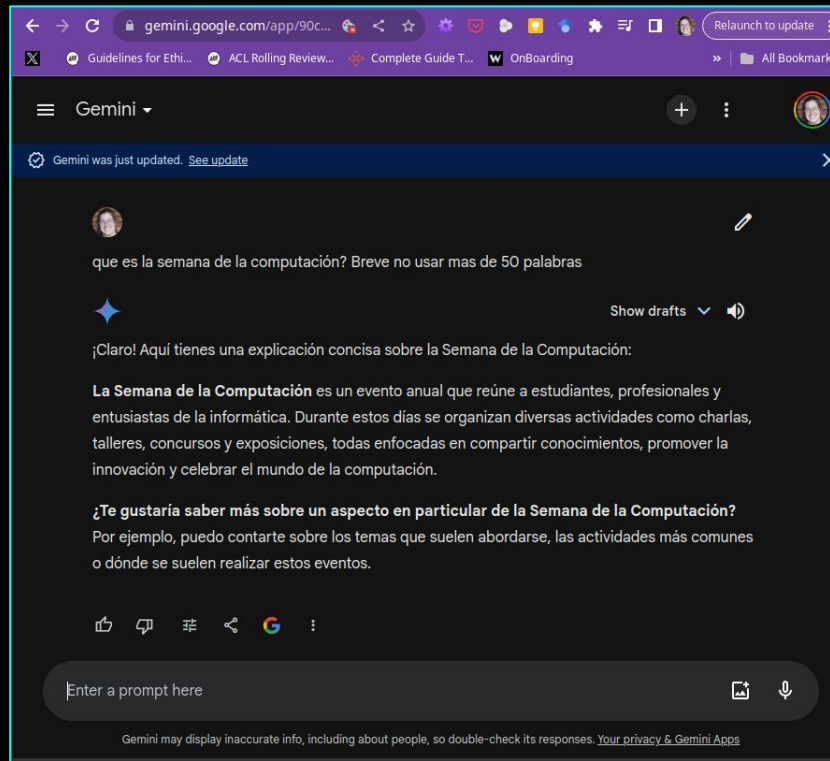 gemini.google.com/app/90c...
Relaunch to update
X
Guidelines for Ethi...
ACL Rolling Review...
Complete Guide T...
W
OnBoarding
»
All Bookmark
Gemini
Gemini was just updated. See update
que es la semana de la computación? Breve no usar mas de 50 palabras
Show drafts
¡Claro! Aquí tienes una explicación concisa sobre la Semana de la Computación:
La Semana de la Computación es un evento anual que reúne a estudiantes, profesionales y
entusiastas de la informática. Durante estos días se organizan diversas actividades como charlas,
talleres, concursos y exposiciones, todas enfocadas en compartir conocimientos, promover la
innovación y celebrar el mundo de la computación.
¿Te gustaría saber más sobre un aspecto en particular de la Semana de la Computación?
Por ejemplo, puedo contarte sobre los temas que suelen abordarse, las actividades más comunes
o dónde se suelen realizar estos eventos.
G
Enter a prompt here
Gemini may display inaccurate info, including about people, so double-check its responses. Your privacy & Gemini Apps